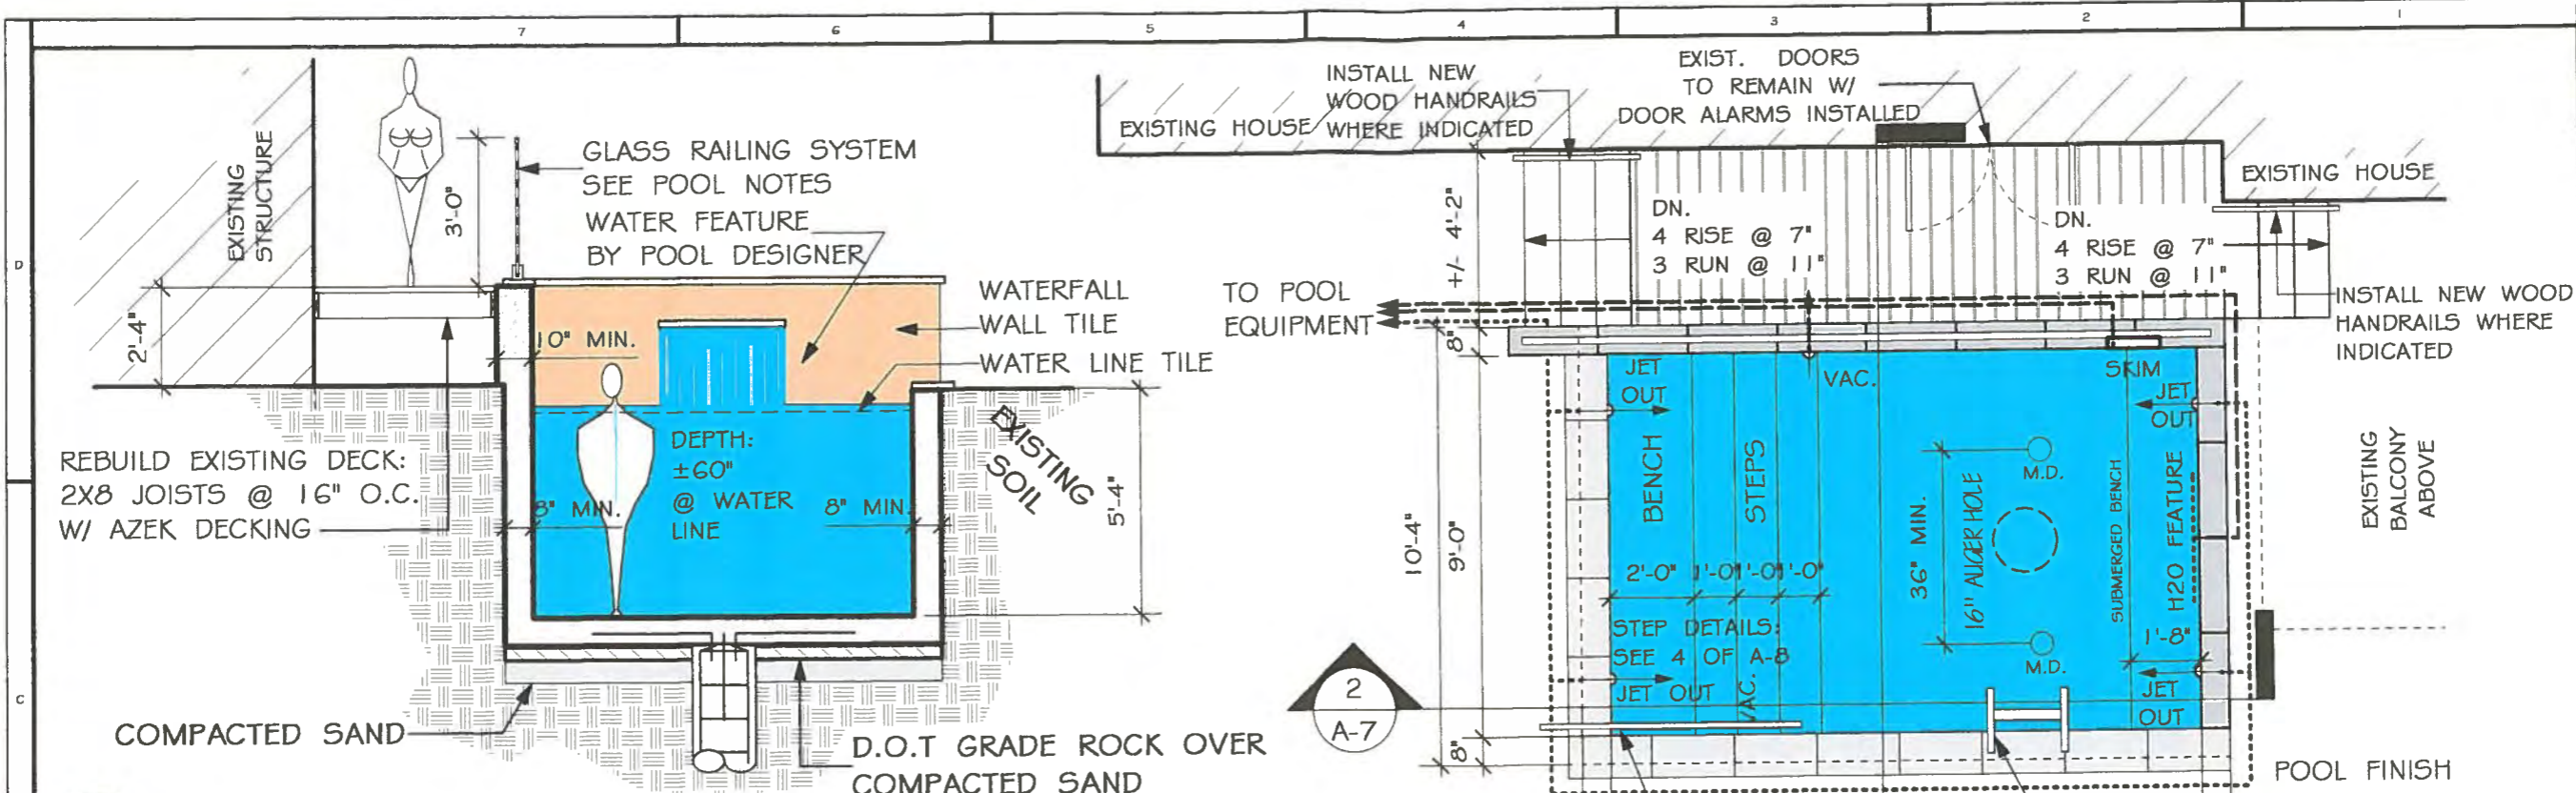 7
6
5
4
3
2
1
D
C
EXISTING
STRUCTURE
3'-0"
2'-4"
GLASS RAILING SYSTEM
SEE POOL NOTES
WATER FEATURE
BY POOL DESIGNER
WATERFALL
WALL TILE
WATER LINE TILE
10" MIN.
DEPTH:
±60"
@ WATER
LINE
8" MIN.
8" MIN.
EXISTING
SOIL
5'-4"
REBUILD EXISTING DECK:
2X8 JOISTS @ 16" O.C.
W/ AZEK DECKING
COMPACTED SAND
D.O.T GRADE ROCK OVER
COMPACTED SAND
EXISTING HOUSE
INSTALL NEW
WOOD HANDRAILS
WHERE INDICATED
EXIST. DOORS
TO REMAIN W/
DOOR ALARMS INSTALLED
EXISTING HOUSE
+/- 4'-2"
DN.
4 RISE @ 7"
3 RUN @ 11"
DN.
4 RISE @ 7"
3 RUN @ 11"
INSTALL NEW WOOD
HANDRAILS WHERE
INDICATED
TO POOL
EQUIPMENT
8"
JET
OUT
VAC.
SKIM
JET
OUT
BENCH
STEPS
10'-4"
9'-0"
36" MIN.
16" AUGER HOLE
M.D.
M.D.
SUBMERGED BENCH
H20 FEATURE
EXISTING
BALCONY
ABOVE
2'-0" 1'-0" 1'-0" 1'-0"
STEP DETAILS:
SEE 4 OF A-8
1'-8"
JET OUT
VAC.
JET
OUT
2
A-7
8"
POOL FINISH